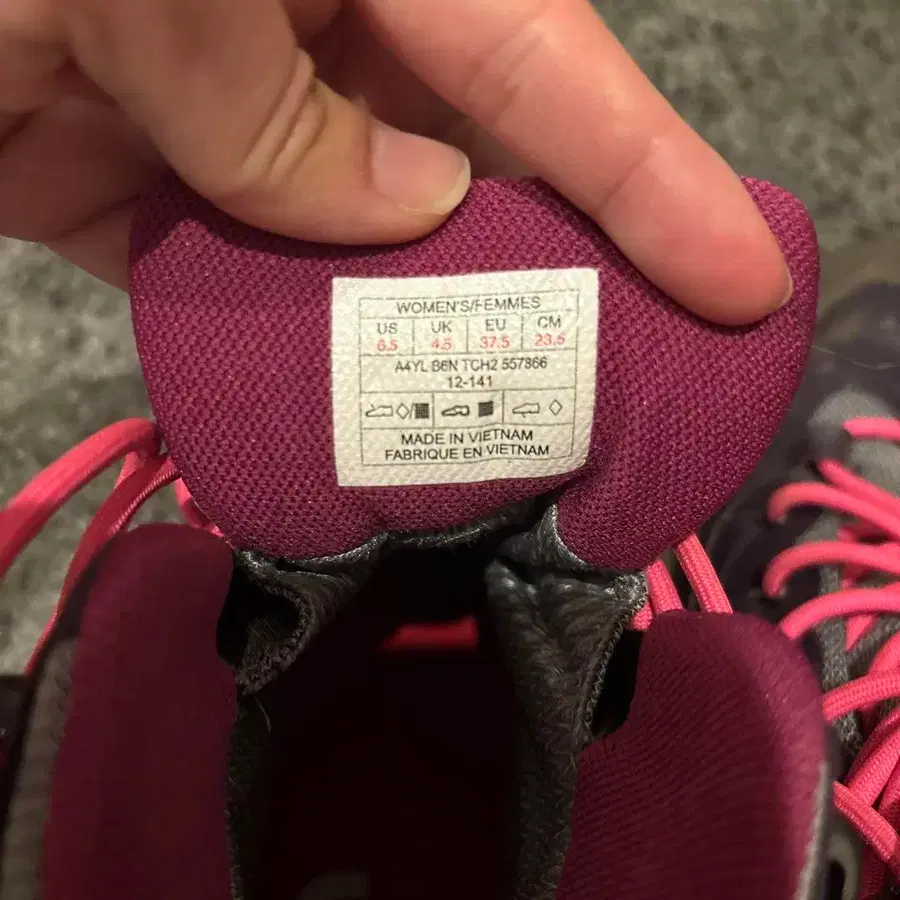 WOMEN'S/FEMMES
US UK EU CM
6.5 4.5 37.5 23.5
A4YL B6N TCH2 557866
12-141
MADE IN VIETNAM
FABRIQUE EN VIETNAM